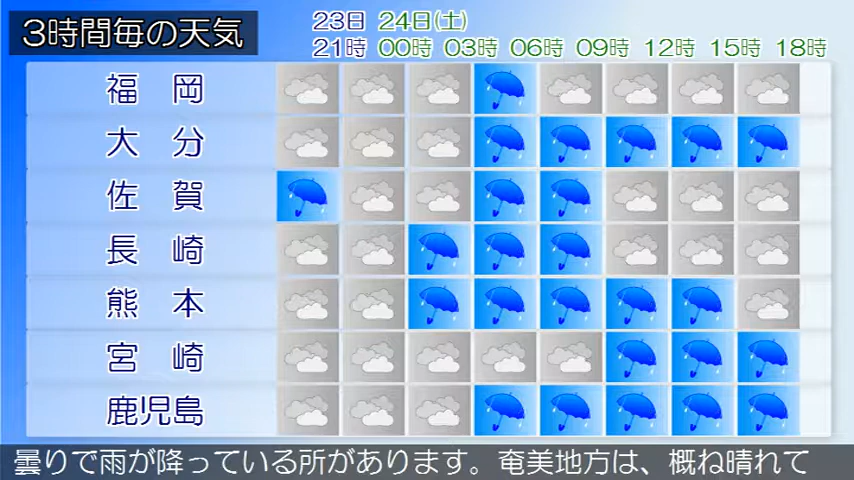 3時間毎の天気
23日 24日(土)
21時 00時 03時 06時 09時 12時 15時 18時
福 岡
大 分
佐 賀
長 崎
熊 本
宮 崎
鹿児島
曇りで雨が降っている所があります。奄美地方は、概ね晴れて